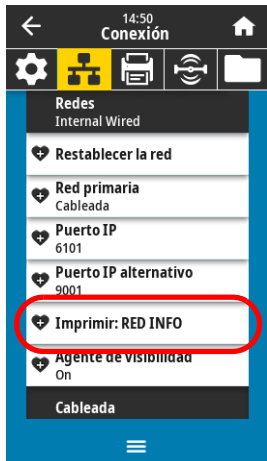 14:50
Conexión
Redes
Internal Wired
Restablecer la red
Red primaria
Cableada
Puerto IP
6101
Puerto IP alternativo
9001
Imprimir: RED INFO
Agente de visibilidad
On
Cableada